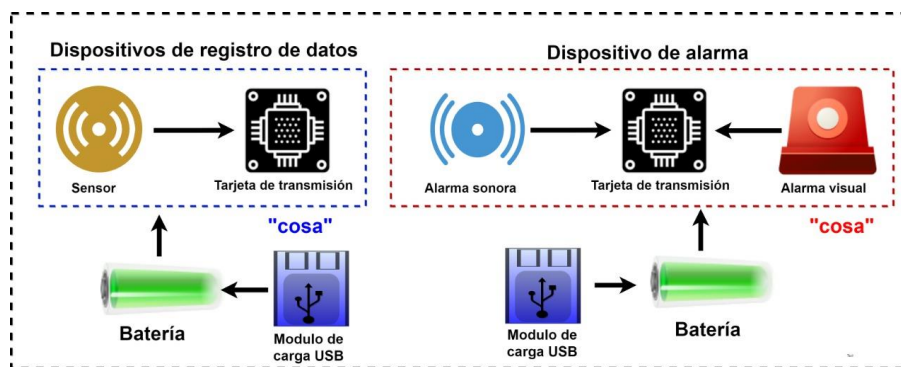 Dispositivos de registro de datos
Sensor
Tarjeta de transmisión
"cosa"
Batería
Modulo de
carga USB
Dispositivo de alarma
Alarma sonora
Tarjeta de transmisión
Alarma visual
"cosa"
Modulo de
carga USB
Batería